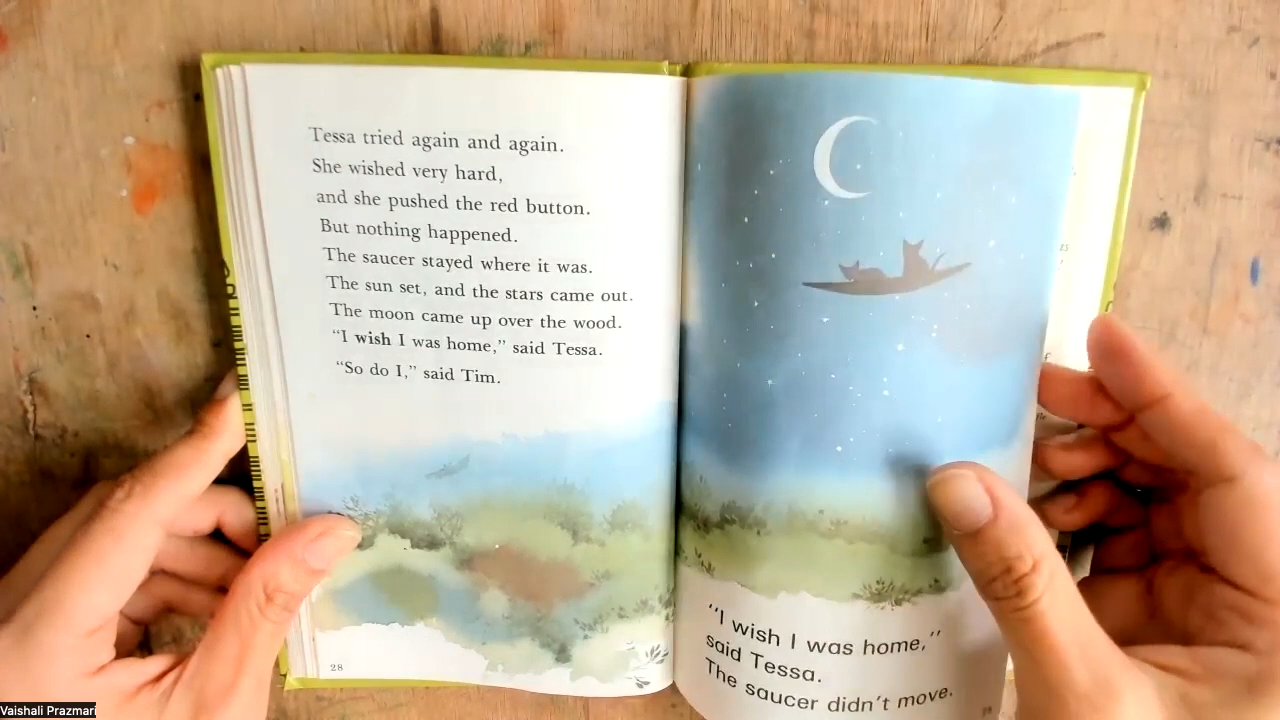 Tessa tried again and again.
She wished very hard,
and she pushed the red button.
But nothing happened.
The saucer stayed where it was.
The sun set, and the stars came out.
The moon came up over the wood.
“I wish I was home,” said Tessa.
“So do I,” said Tim.
28
“I wish I was home,”
said Tessa.
The saucer didn’t move.
Vaishali Prazmari